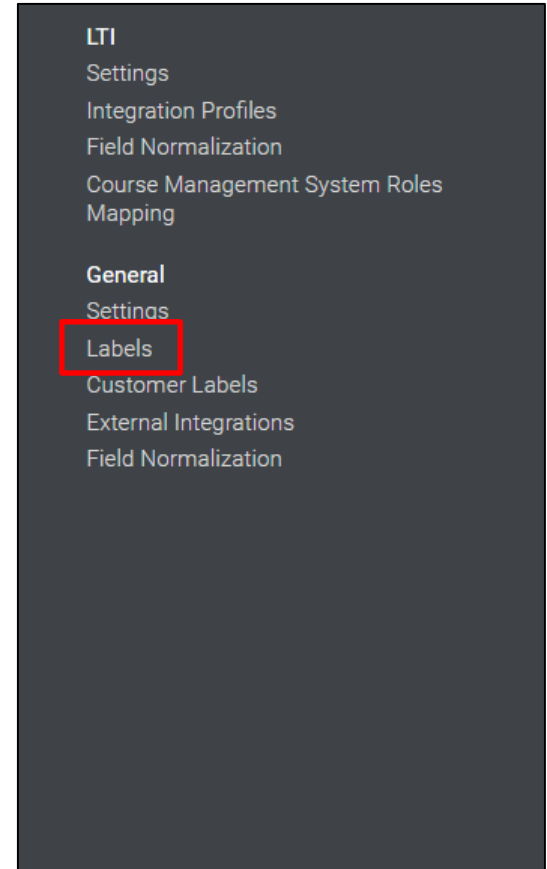 LTI
Settings
Integration Profiles
Field Normalization
Course Management System Roles
Mapping
General
Settings
Labels
Customer Labels
External Integrations
Field Normalization